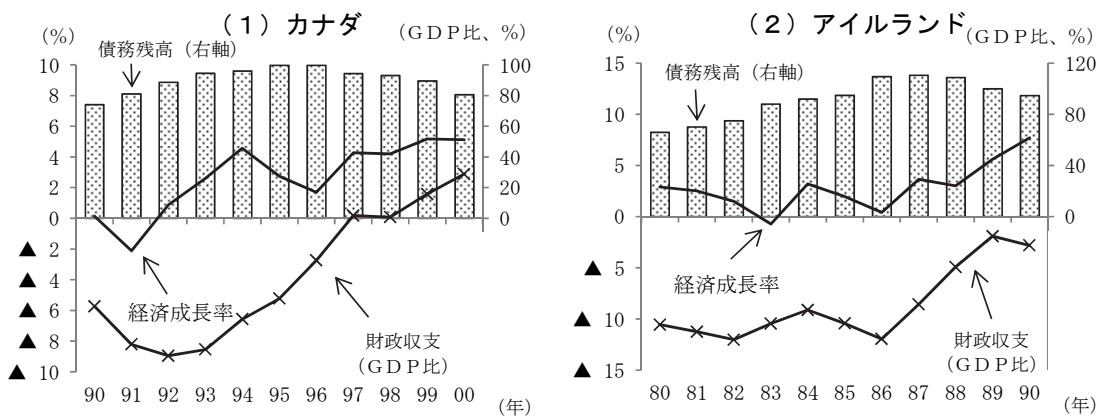 （１）カナダ
(%)
（ＧＤＰ比、%）
債務残高（右軸）
10
8
6
4
2
0
▲ 2
▲ 4
▲ 6
▲ 8
▲ 10
100
80
60
40
20
0
経済成長率
財政収支
（ＧＤＰ比）
90 91 92 93 94 95 96 97 98 99 00
(年)
（２）アイルランド
(%)
（ＧＤＰ比、%）
債務残高（右軸）
15
10
5
0
▲ 5
▲ 10
▲ 15
120
80
40
0
経済成長率
財政収支
（ＧＤＰ比）
80 81 82 83 84 85 86 87 88 89 90
(年)